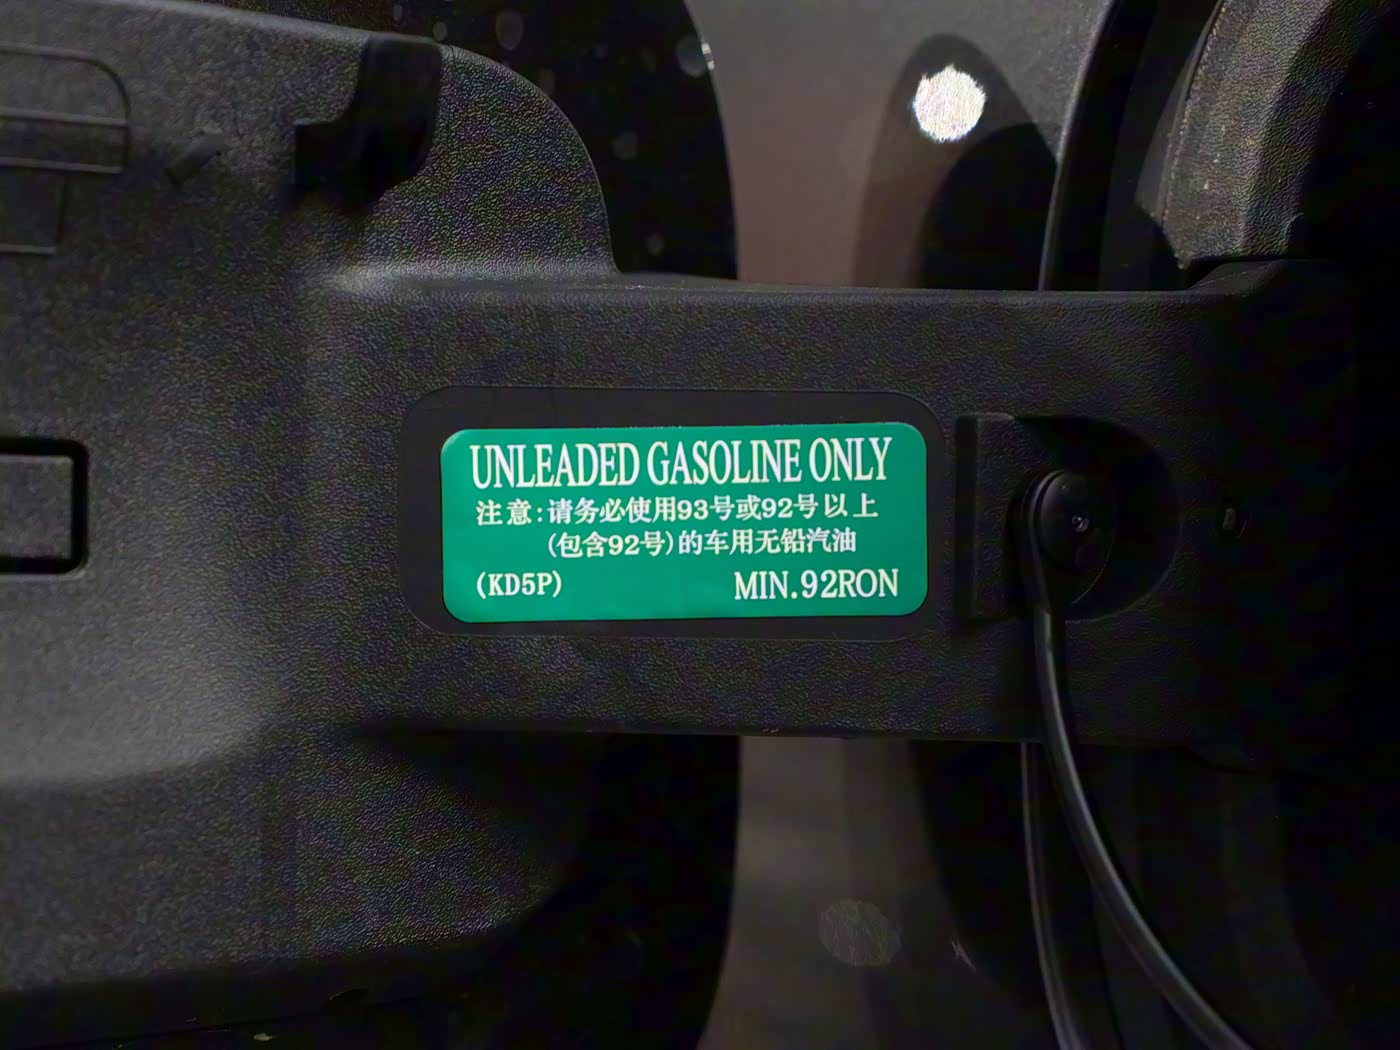 UNLEADED GASOLINE ONLY
注意:请务必使用93号或92号以上
(包含92号)的车用无铅汽油
(KD5P) MIN.92RON